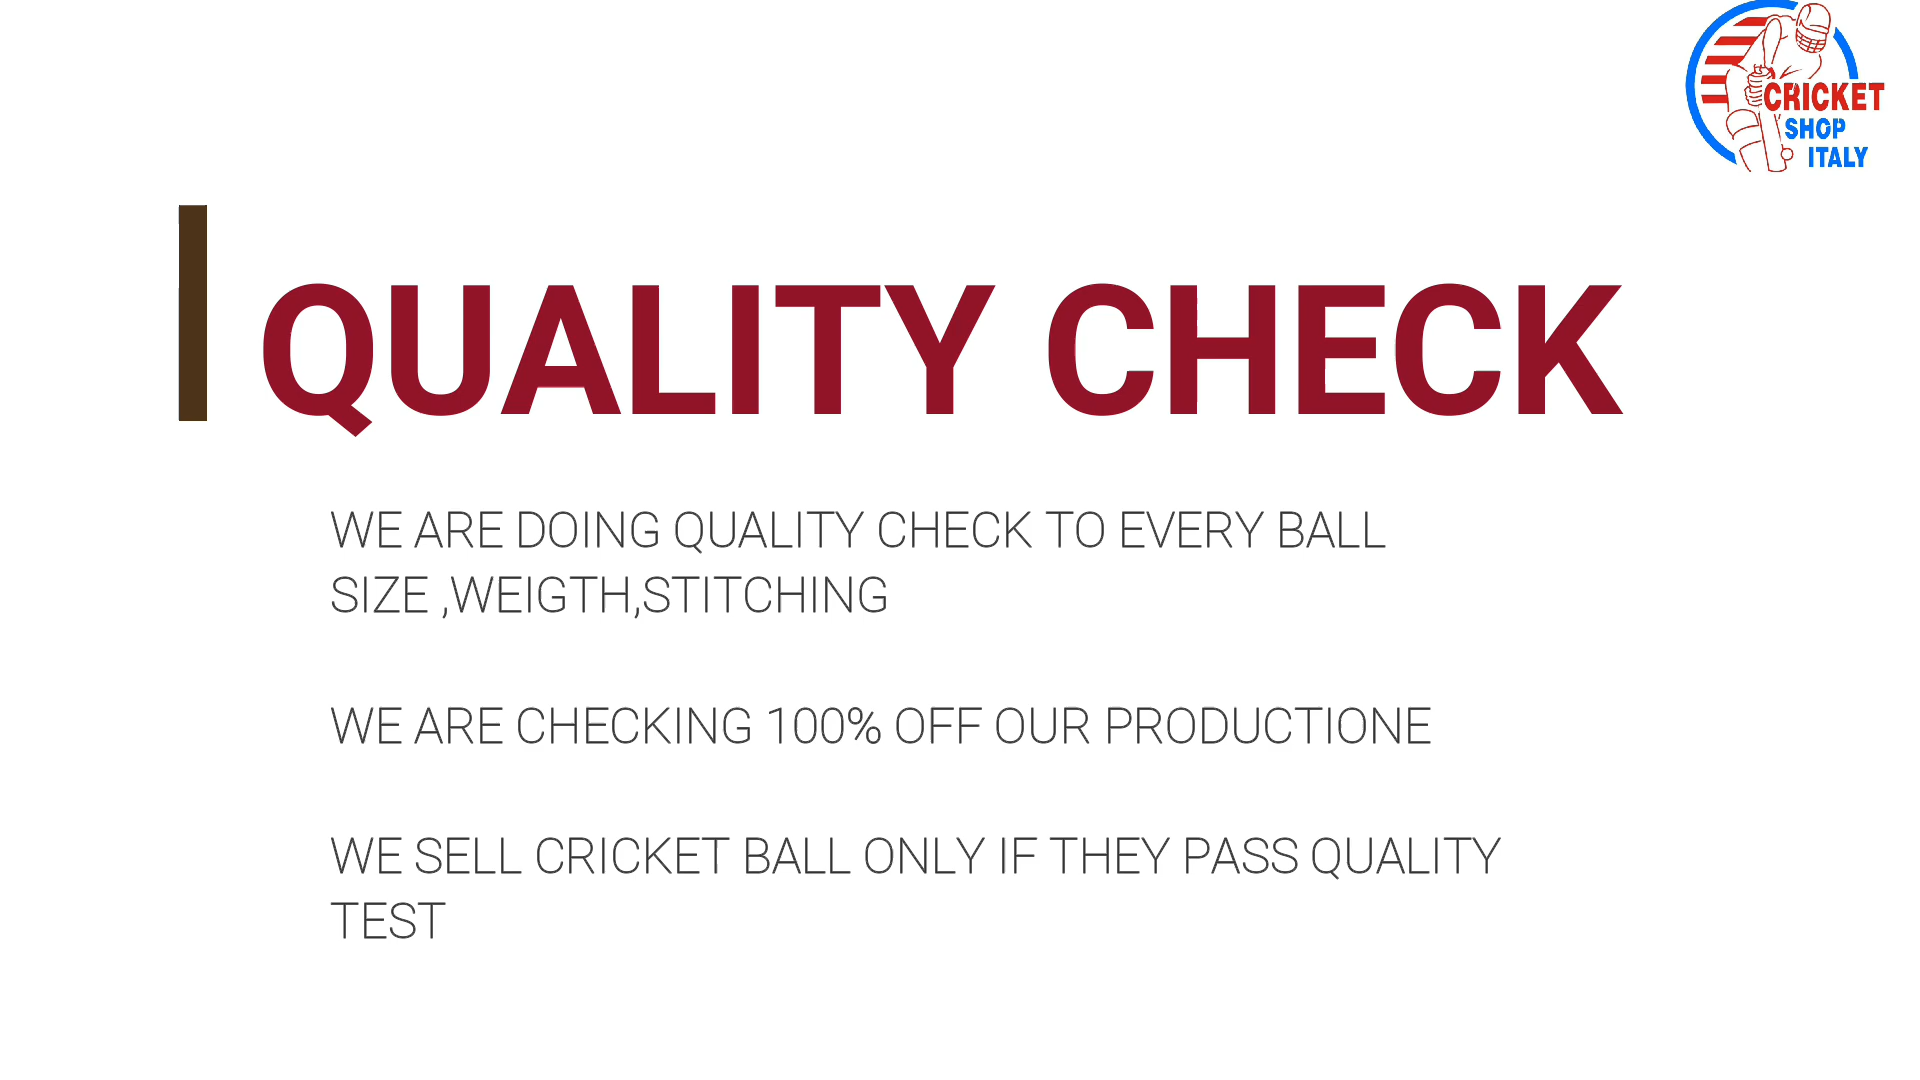 CRICKET
SHOP
ITALY
QUALITY CHECK
WE ARE DOING QUALITY CHECK TO EVERY BALL
SIZE ,WEIGTH,STITCHING
WE ARE CHECKING 100% OFF OUR PRODUCTIONE
WE SELL CRICKET BALL ONLY IF THEY PASS QUALITY
TEST